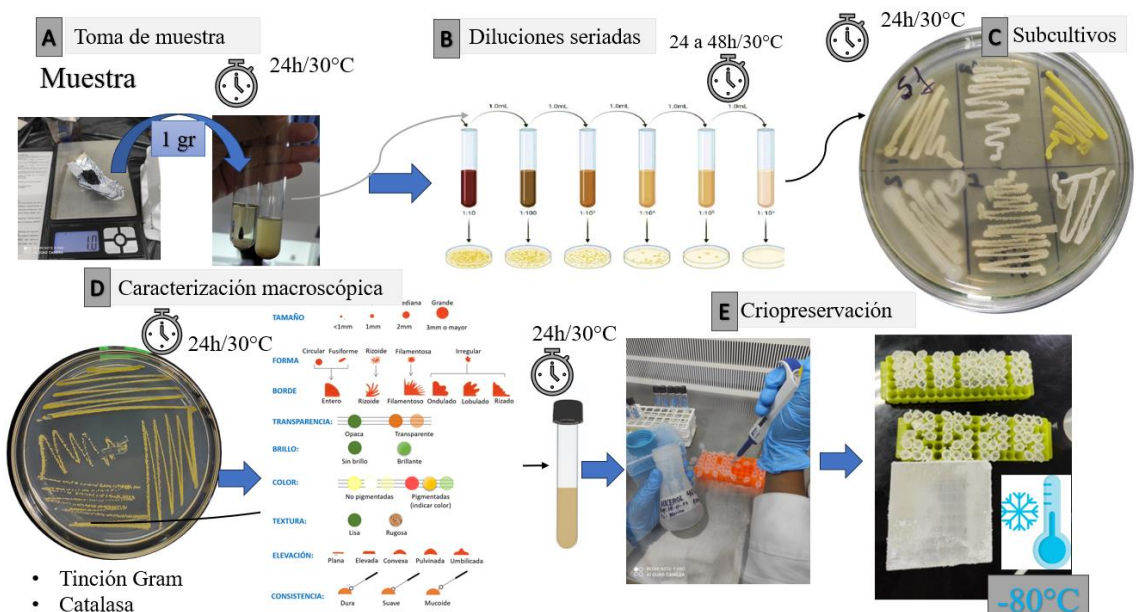 A Toma de muestra
Muestra
24h/30°C
1 gr
B Diluciones seriadas
24 a 48h/30°C
1.0mL 1.0mL 1.0mL 1.0mL 1.0mL
1:10 1:100
24h/30°C
C Subcultivos
S1
D Caracterización macroscópica
24h/30°C
TAMAÑO
ediana Grande
<1mm 1mm 2mm 3mm o mayor
FORMA
Circular Fusiforme Rizoide Filamentosa Irregular
BORDE
Entero Rizoide Filamentoso Ondulado Lobulado Rizado
TRANSPARENCIA:
Opaca Transparente
BRILLO:
Sin brillo Brillante
COLOR:
No pigmentadas Pigmentadas
(indicar color)
TEXTURA:
Lisa Rugosa
ELEVACIÓN:
Plana Elevada Convexa Pulvinada Umbilicada
CONSISTENCIA:
Dura Suave Mucoide
• Tinción Gram
• Catalasa
24h/30°C
E Criopreservación
-80°C